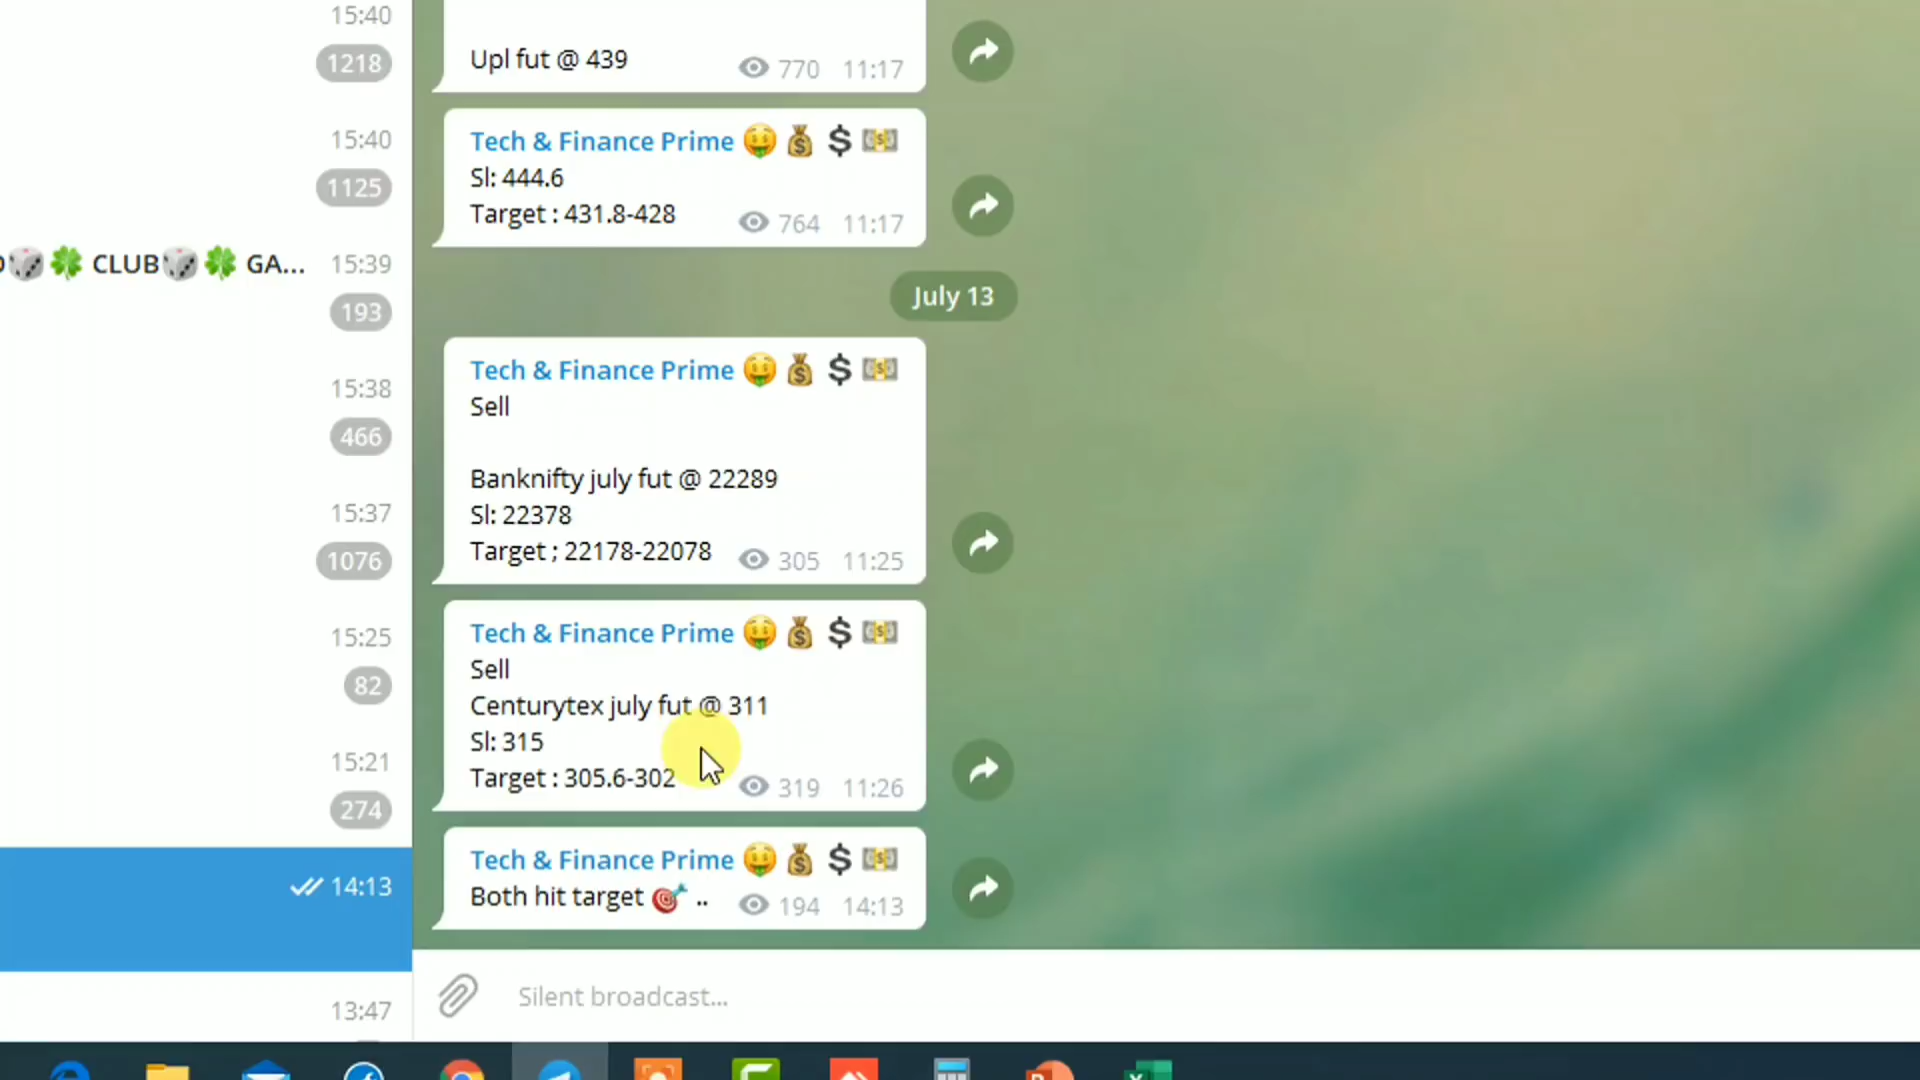 15:40
1218
15:40
1125
CLUB GA... 15:39
193
15:38
466
15:37
1076
15:25
82
15:21
274
14:13
13:47
Upl fut @ 439
770 11:17
Tech & Finance Prime 🤑 💰 $ 💵
Sl: 444.6
Target : 431.8-428
764 11:17
July 13
Tech & Finance Prime 🤑 💰 $ 💵
Sell
Banknifty july fut @ 22289
Sl: 22378
Target ; 22178-22078
305 11:25
Tech & Finance Prime 🤑 💰 $ 💵
Sell
Centurytex july fut @ 311
Sl: 315
Target : 305.6-302
319 11:26
Tech & Finance Prime 🤑 💰 $ 💵
Both hit target 🎯 ..
194 14:13
Silent broadcast...